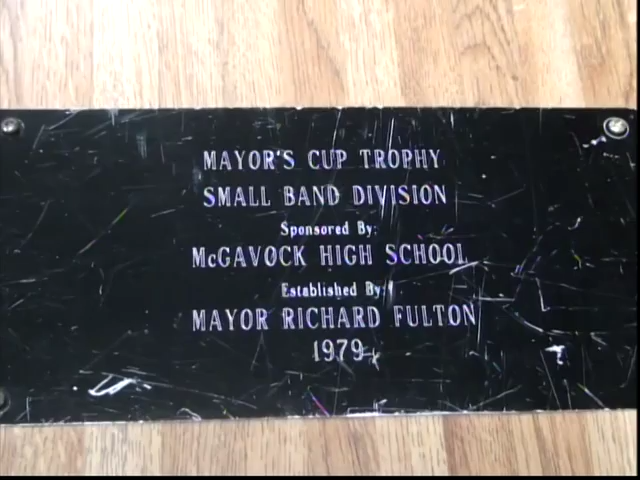 MAYOR'S CUP TROPHY
SMALL BAND DIVISION
Sponsored By:
McGAVOCK HIGH SCHOOL
Established By:
MAYOR RICHARD FULTON
1979